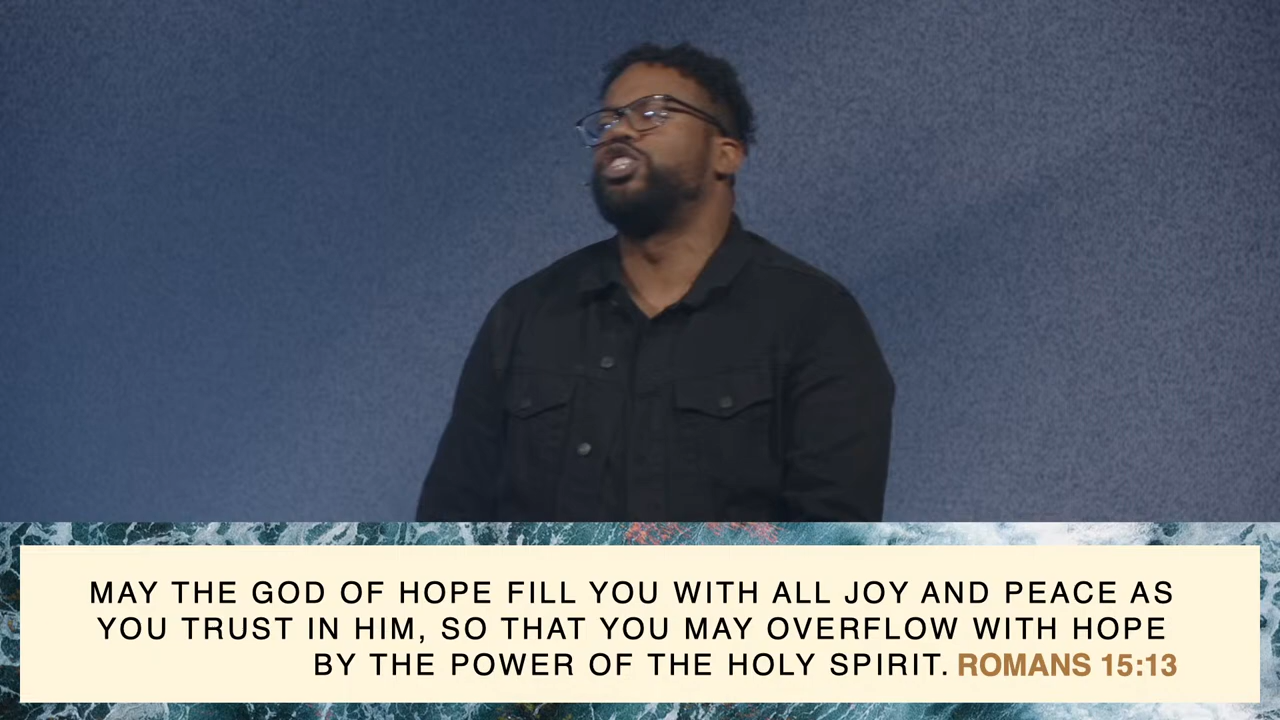 MAY THE GOD OF HOPE FILL YOU WITH ALL JOY AND PEACE AS
YOU TRUST IN HIM, SO THAT YOU MAY OVERFLOW WITH HOPE
BY THE POWER OF THE HOLY SPIRIT. ROMANS 15:13